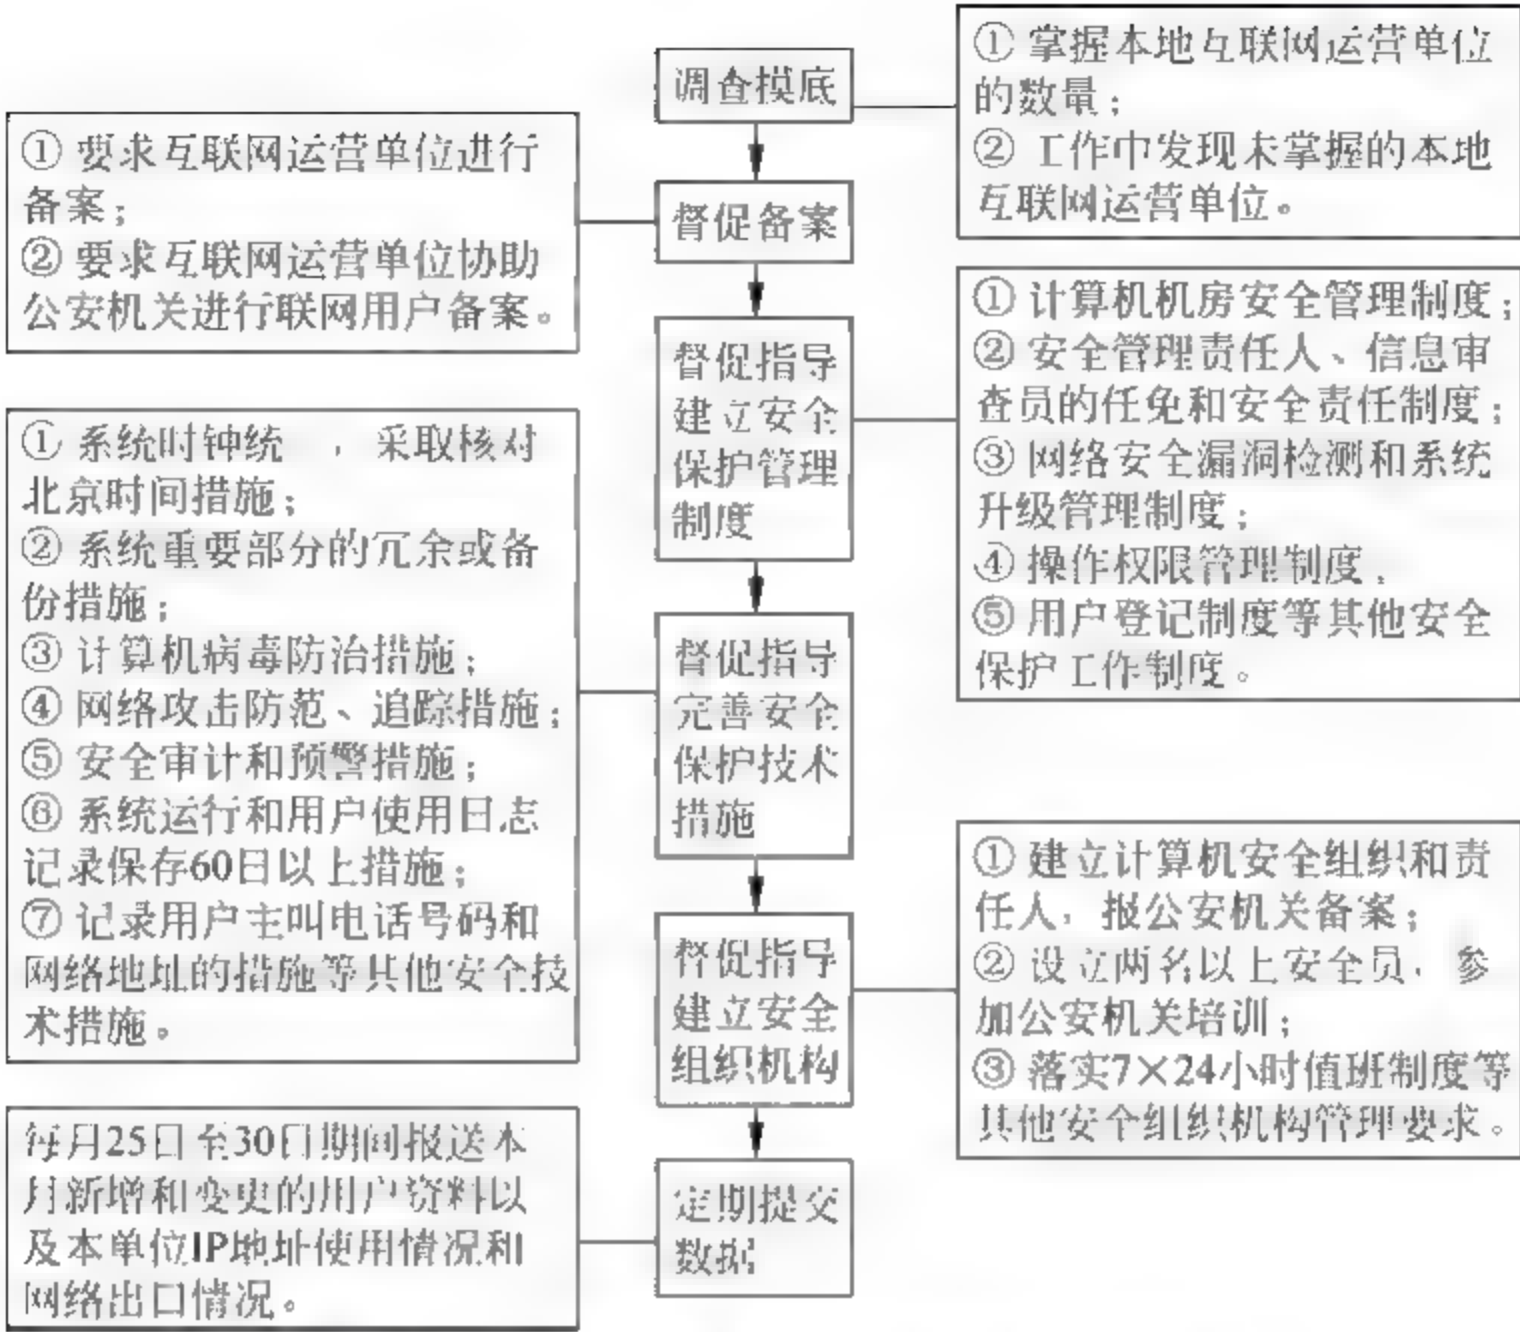 调查摸底
① 掌握本地互联网运营单位
的数量；
② 工作中发现未掌握的本地
互联网运营单位。
① 要求互联网运营单位进行
备案；
② 要求互联网运营单位协助
公安机关进行联网用户备案。
督促备案
督促指导
建立安全
保护管理
制度
① 计算机机房安全管理制度；
② 安全管理责任人、信息审
查员的任免和安全责任制度；
③ 网络安全漏洞检测和系统
升级管理制度；
④ 操作权限管理制度，
⑤ 用户登记制度等其他安全
保护工作制度。
① 系统时钟统 ，采取核对
北京时间措施；
② 系统重要部分的冗余或备
份措施；
③ 计算机病毒防治措施；
④ 网络攻击防范、追踪措施；
⑤ 安全审计和预警措施；
⑥ 系统运行和用户使用日志
记录保存60日以上措施；
⑦ 记录用户主叫电话号码和
网络地址的措施等其他安全技
术措施。
督促指导
完善安全
保护技术
措施
督促指导
建立安全
组织机构
① 建立计算机安全组织和责
任人，报公安机关备案；
② 设立两名以上安全员，参
加公安机关培训；
③ 落实7×24小时值班制度等
其他安全组织机构管理要求。
每月25日至30日期间报送本
月新增和变更的用户资料以
及本单位IP地址使用情况和
网络出口情况。
定期提交
数据